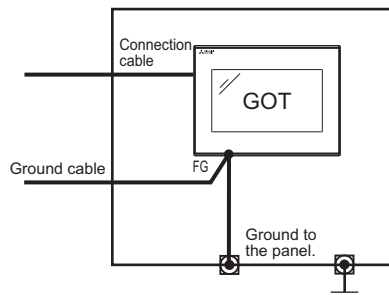 Connection
cable
GOT
FG
Ground cable
Ground to
the panel.